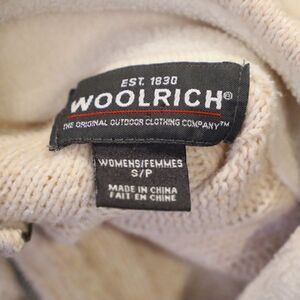 EST. 1830
WOOLRICH®
THE ORIGINAL OUTDOOR CLOTHING COMPANY™
WOMENS/FEMMES
S/P
MADE IN CHINA
FAIT EN CHINE